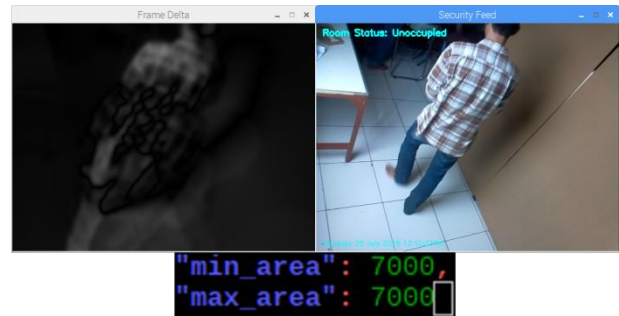 Frame Delta
Security Feed
Room Status: Unoccupied
"min_area": 7000,
"max_area": 7000